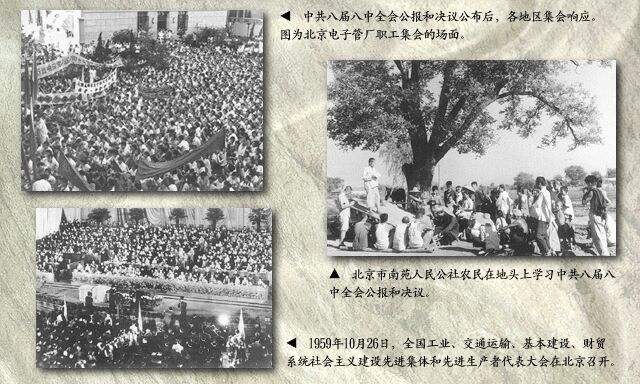 ◀ 中共八届八中全会公报和决议公布后，各地区集会响应。
图为北京电子管厂职工集会的场面。
▲ 北京市南苑人民公社农民在地头上学习中共八届八
中全会公报和决议。
◀ 1959年10月26日，全国工业、交通运输、基本建设、财贸
系统社会主义建设先进集体和先进生产者代表大会在北京召开。